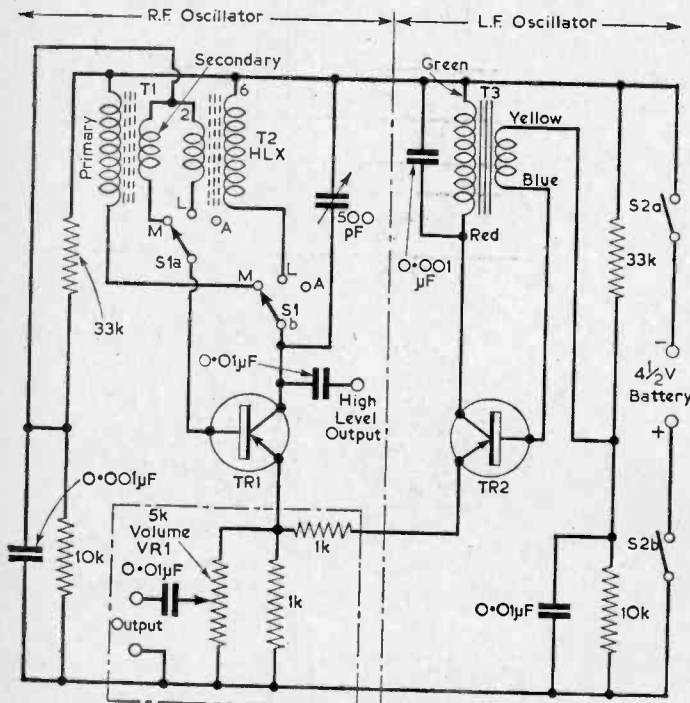 R.F. Oscillator
L.F. Oscillator
Secondary
Green
T1
6
T3
2
Yellow
Primary
T2
HLX
Blue
S2a
500
pF
L
A
M
Red
S1a
L
A
M
0·001
µF
33k
S1
b
33k
−
4½V
Battery
+
0·01µF
High
Level
Output
TR1
TR2
0·001µF
5k
Volume
VR1
1k
S2b
10k
0·01µF
1k
0·01µF
10k
Output